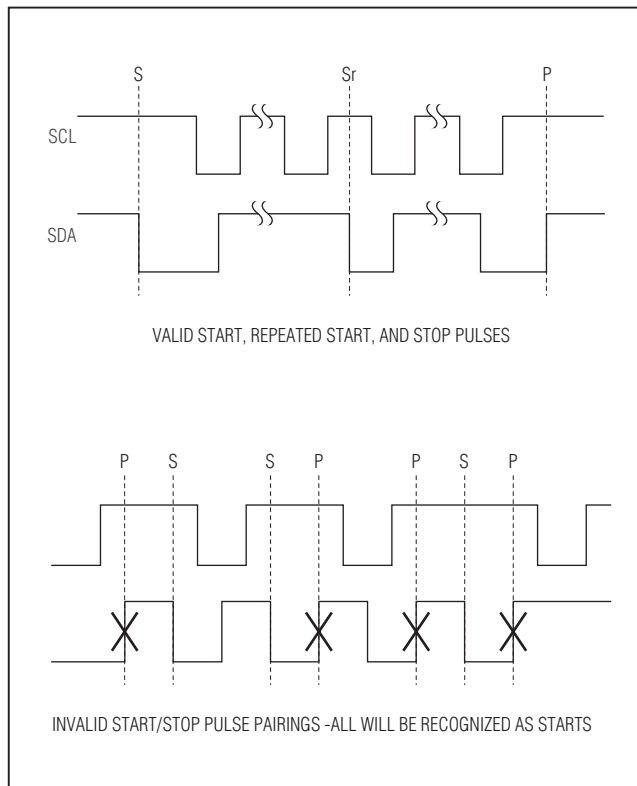 S Sr P
SCL
SDA
VALID START, REPEATED START, AND STOP PULSES
P S S P P S P
INVALID START/STOP PULSE PAIRINGS -ALL WILL BE RECOGNIZED AS STARTS